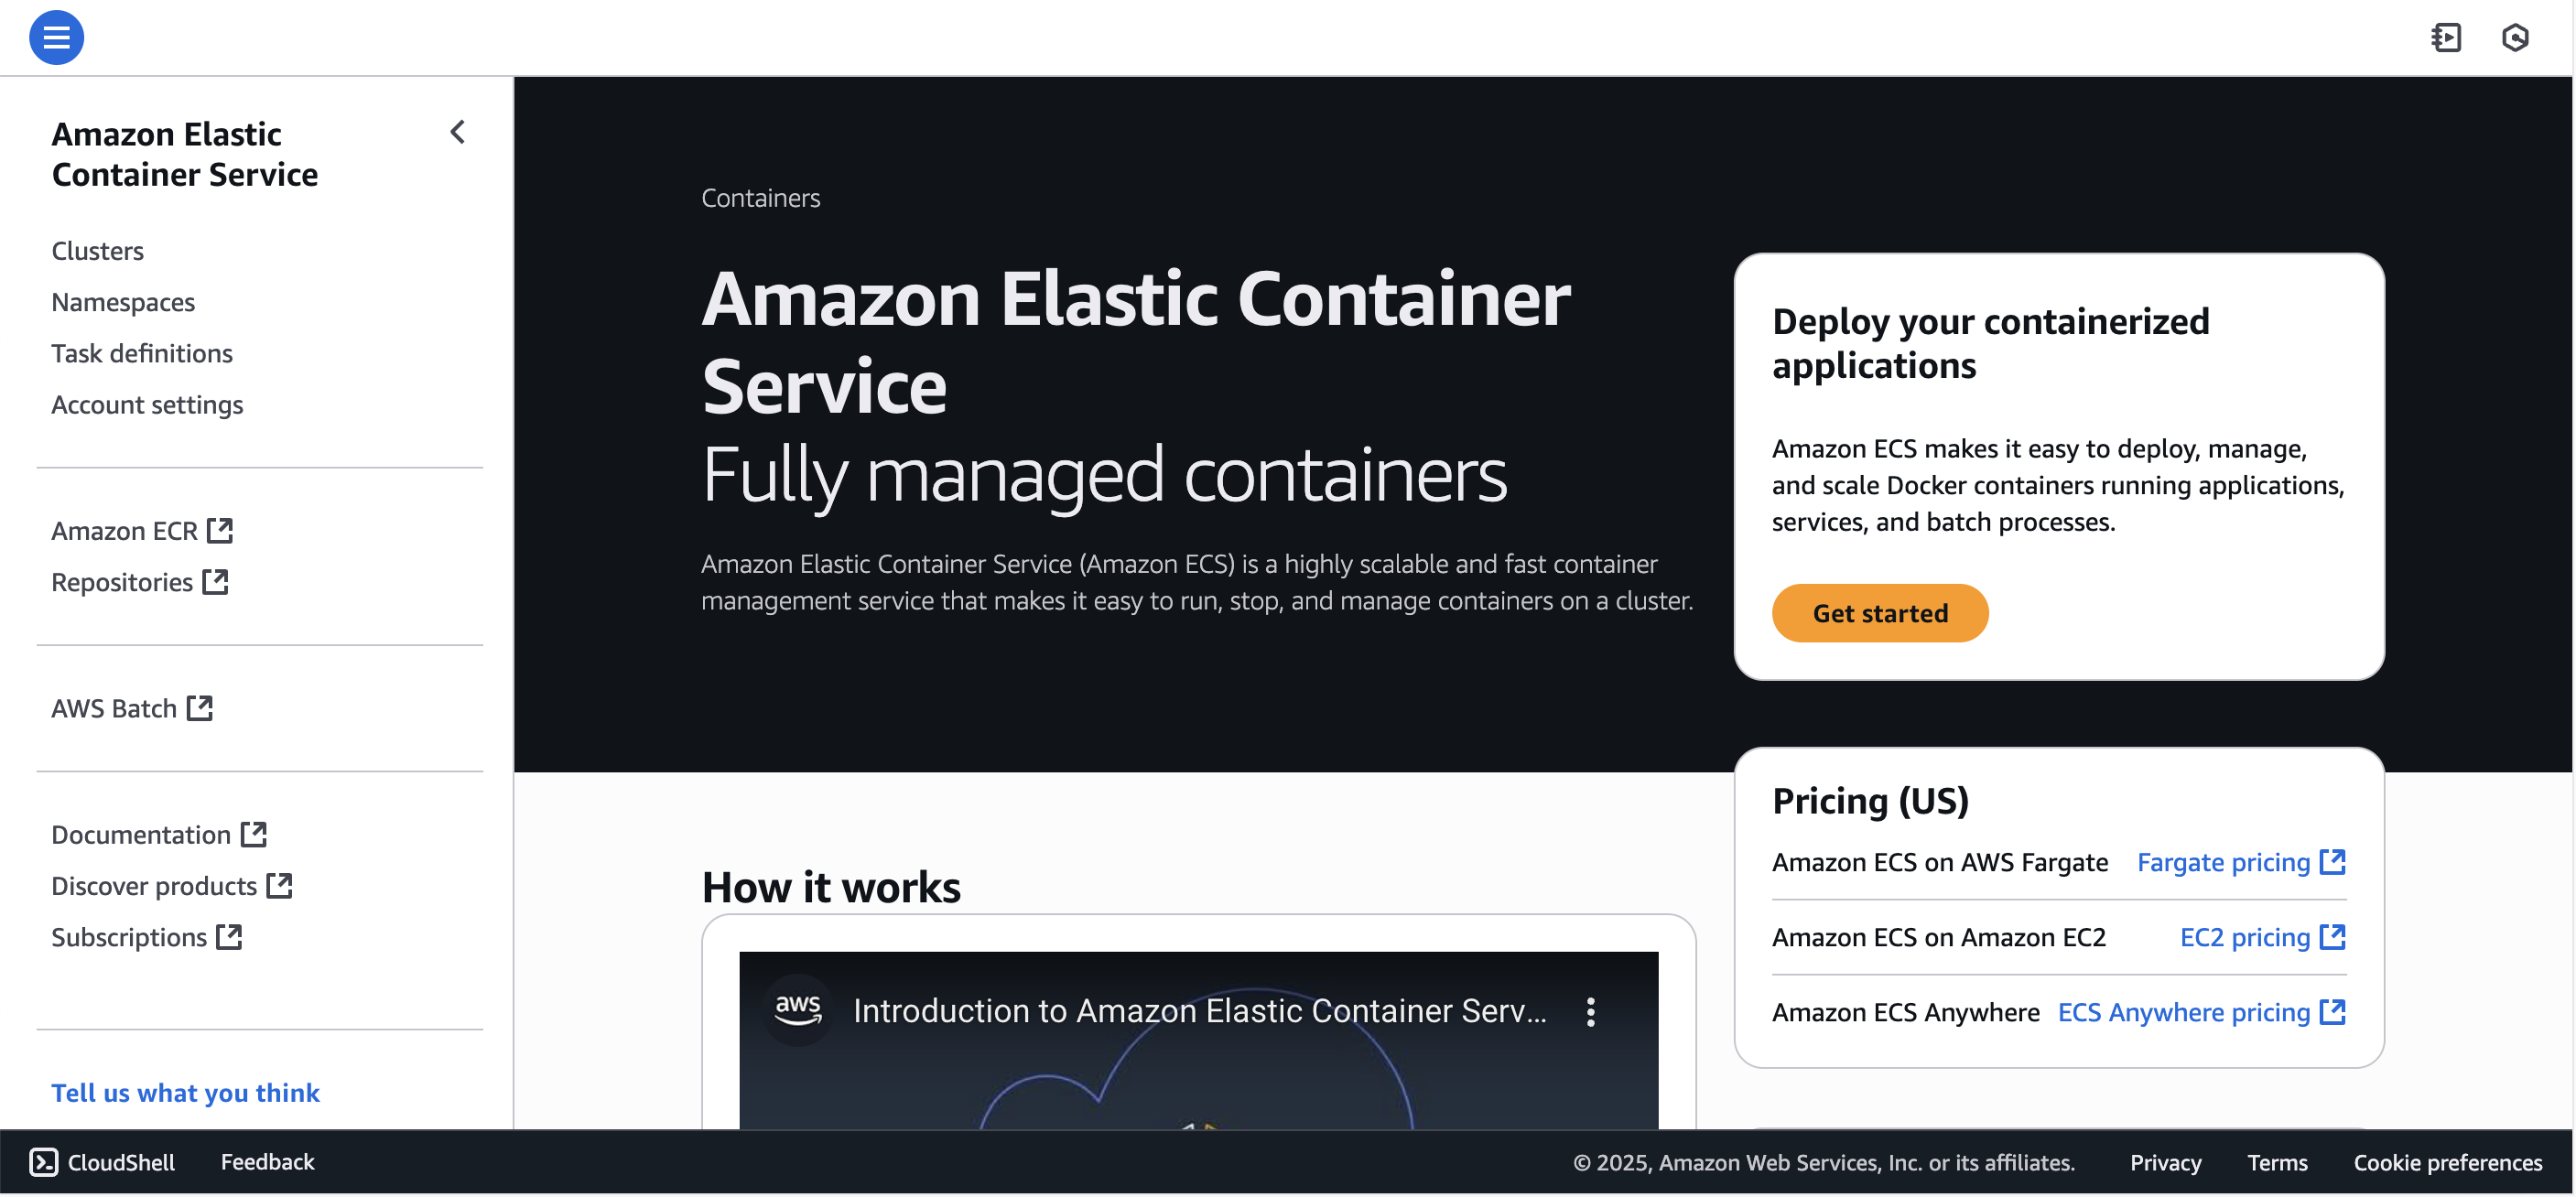 Amazon Elastic
Container Service
Clusters
Namespaces
Task definitions
Account settings
Amazon ECR
Repositories
AWS Batch
Documentation
Discover products
Subscriptions
Tell us what you think
Containers
Amazon Elastic Container
Service
Fully managed containers
Amazon Elastic Container Service (Amazon ECS) is a highly scalable and fast container
management service that makes it easy to run, stop, and manage containers on a cluster.
Deploy your containerized
applications
Amazon ECS makes it easy to deploy, manage,
and scale Docker containers running applications,
services, and batch processes.
Get started
Pricing (US)
Amazon ECS on AWS Fargate Fargate pricing
Amazon ECS on Amazon EC2 EC2 pricing
Amazon ECS Anywhere ECS Anywhere pricing
How it works
aws Introduction to Amazon Elastic Container Serv...
CloudShell Feedback © 2025, Amazon Web Services, Inc. or its affiliates. Privacy Terms Cookie preferences